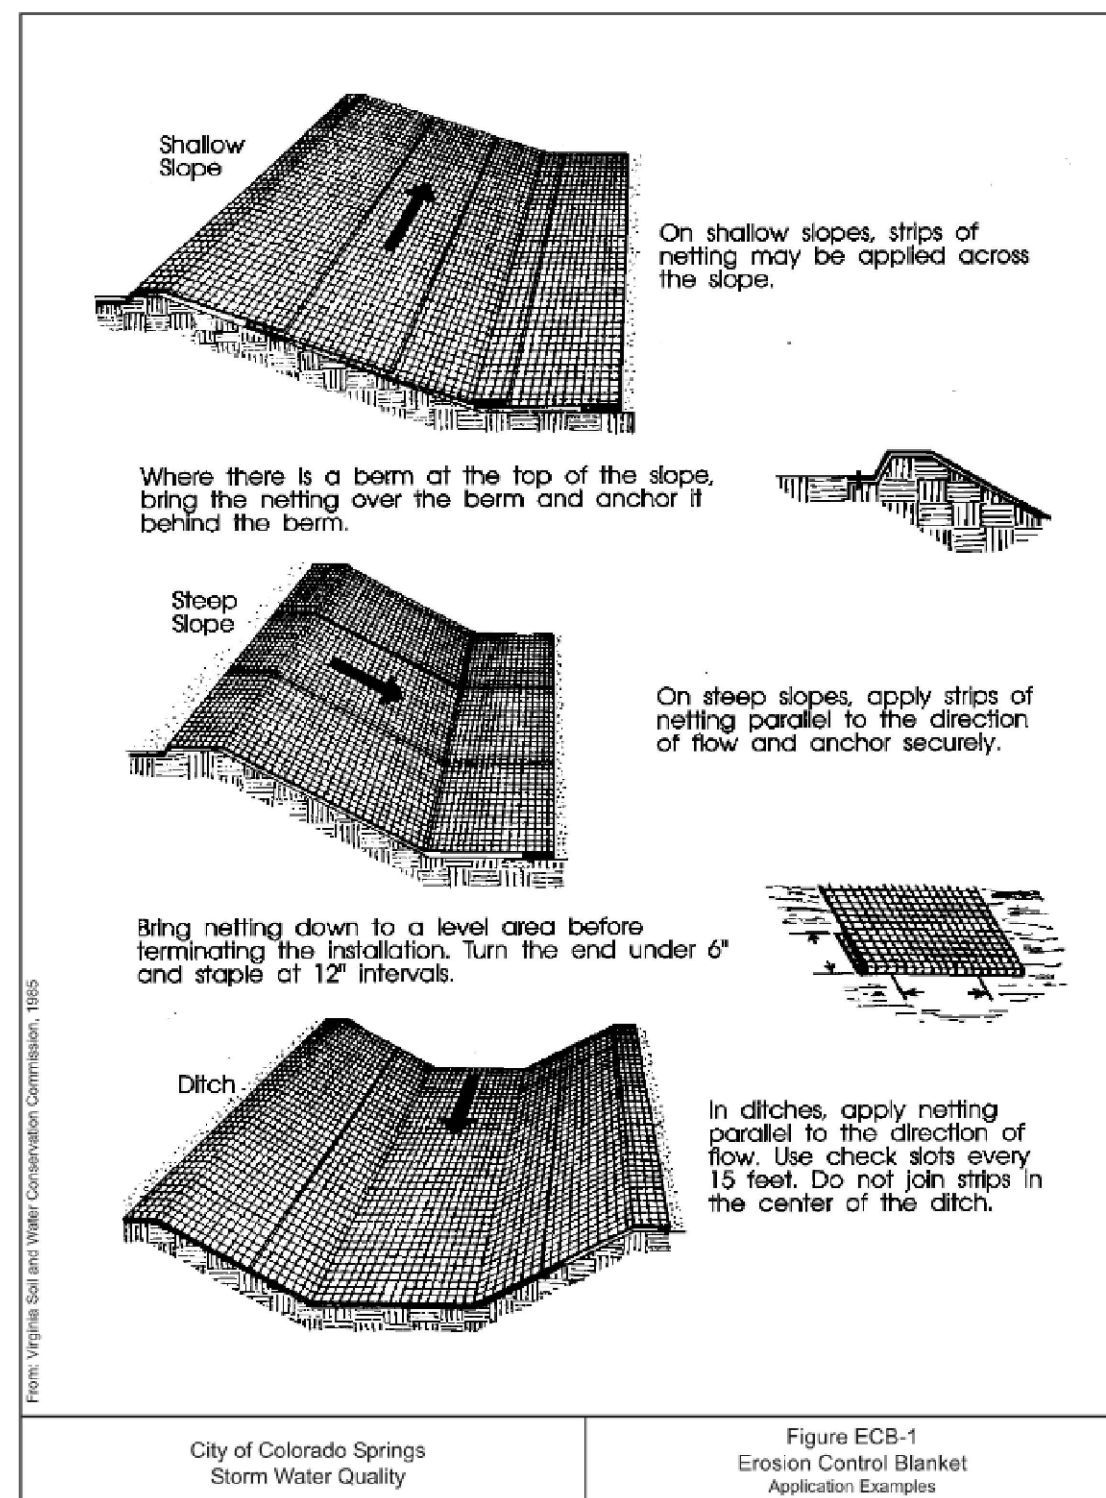 Shallow
Slope
On shallow slopes, strips of
netting may be applied across
the slope.
Where there is a berm at the top of the slope,
bring the netting over the berm and anchor it
behind the berm.
Steep
Slope
On steep slopes, apply strips of
netting parallel to the direction
of flow and anchor securely.
Bring netting down to a level area before
terminating the installation. Turn the end under 6"
and staple at 12" intervals.
Ditch
In ditches, apply netting
parallel to the direction of
flow. Use check slots every
15 feet. Do not join strips in
the center of the ditch.
From: Virginia Soil and Water Conservation Commission, 1985
City of Colorado Springs
Storm Water Quality
Figure ECB-1
Erosion Control Blanket
Application Examples